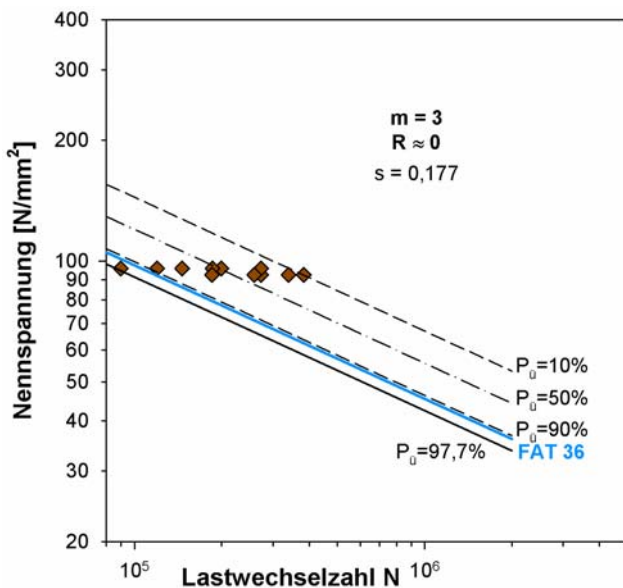 400
300
200
100
90
80
70
60
50
40
30
20
Nennspannung [N/mm²]
m = 3
R ≈ 0
s = 0,177
Pü=10%
Pü=50%
Pü=90%
Pü=97,7% FAT 36
10⁵
10⁶
Lastwechselzahl N